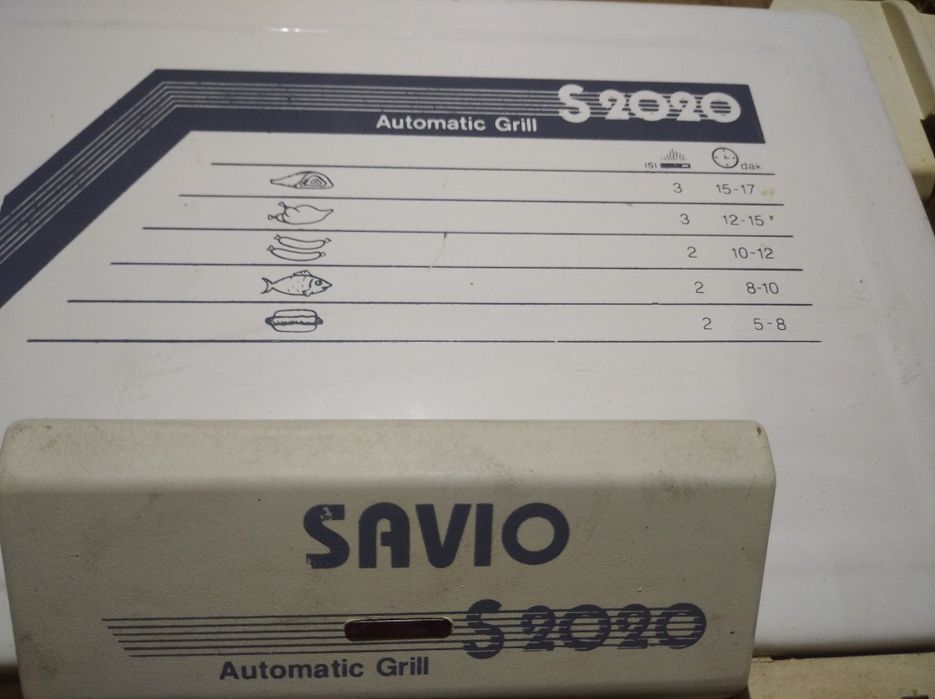 S2020
Automatic Grill
ISI dak
3 15-17
3 12-15
2 10-12
2 8-10
2 5-8
SAVIO
S2020
Automatic Grill